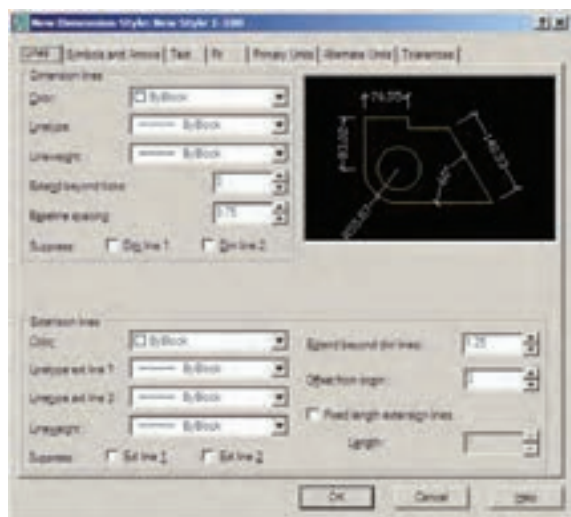 New Dimension Style: New Style 1-100
Lines Symbols and Arrows Text Fit Primary Units Alternate Units Tolerances
Dimension lines
Color: ByBlock
Linetype: ByBlock
Lineweight: ByBlock
Extend beyond ticks:
Baseline spacing: 3.75
Suppress: Dim line 1 Dim line 2
Extension lines
Color: ByBlock
Linetype ext line 1: ByBlock
Linetype ext line 2: ByBlock
Lineweight: ByBlock
Suppress: Ext line 1 Ext line 2
Extend beyond dim lines: 1.25
Offset from origin:
Fixed length extension lines
Length:
OK Cancel Help